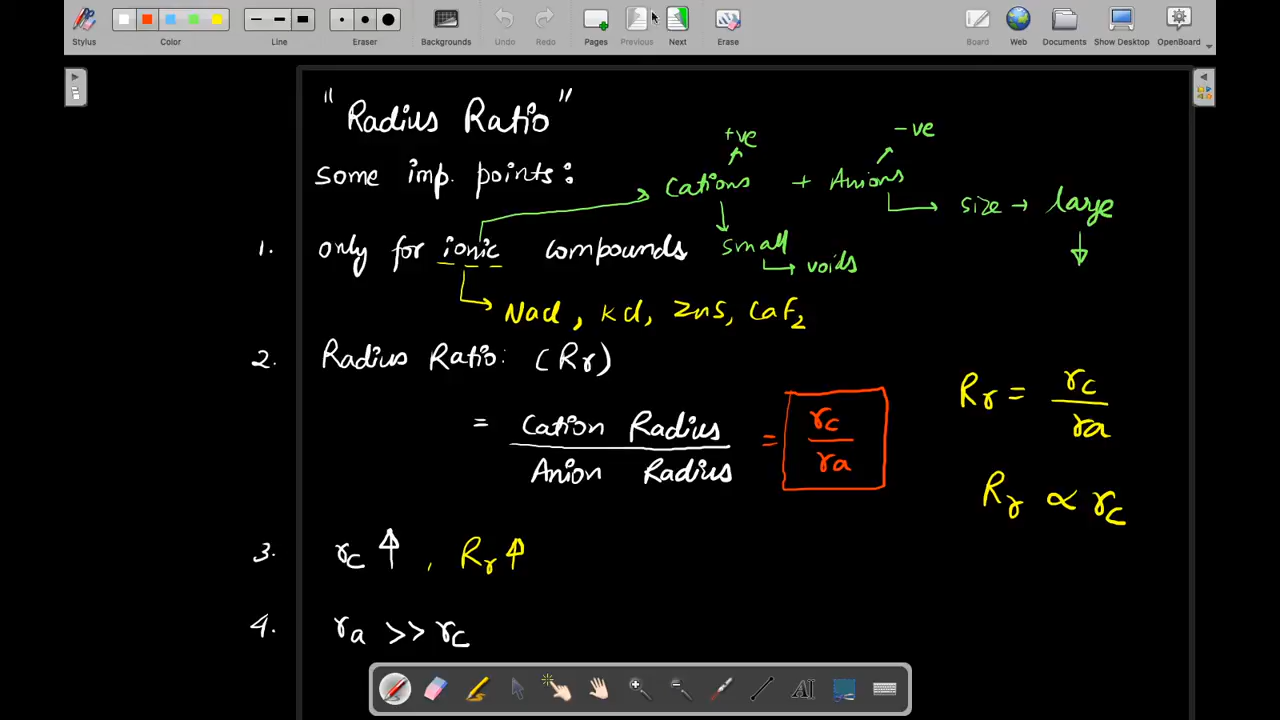 Stylus Color Line Eraser Backgrounds Undo Redo Pages Previous Next Erase Board Web Documents Show Desktop OpenBoard
"Radius Ratio"
+ve
-ve
Some imp. points:
Cations + Anions
size → large
1. only for ionic compounds
small
voids
NaCl, KCl, ZnS, CaF₂
2. Radius Ratio: (Rr)
= Cation Radius / Anion Radius = rc / ra
Rr = rc / ra
Rr ∝ rc
3. rc ↑, Rr ↑
4. ra >> rc
AI